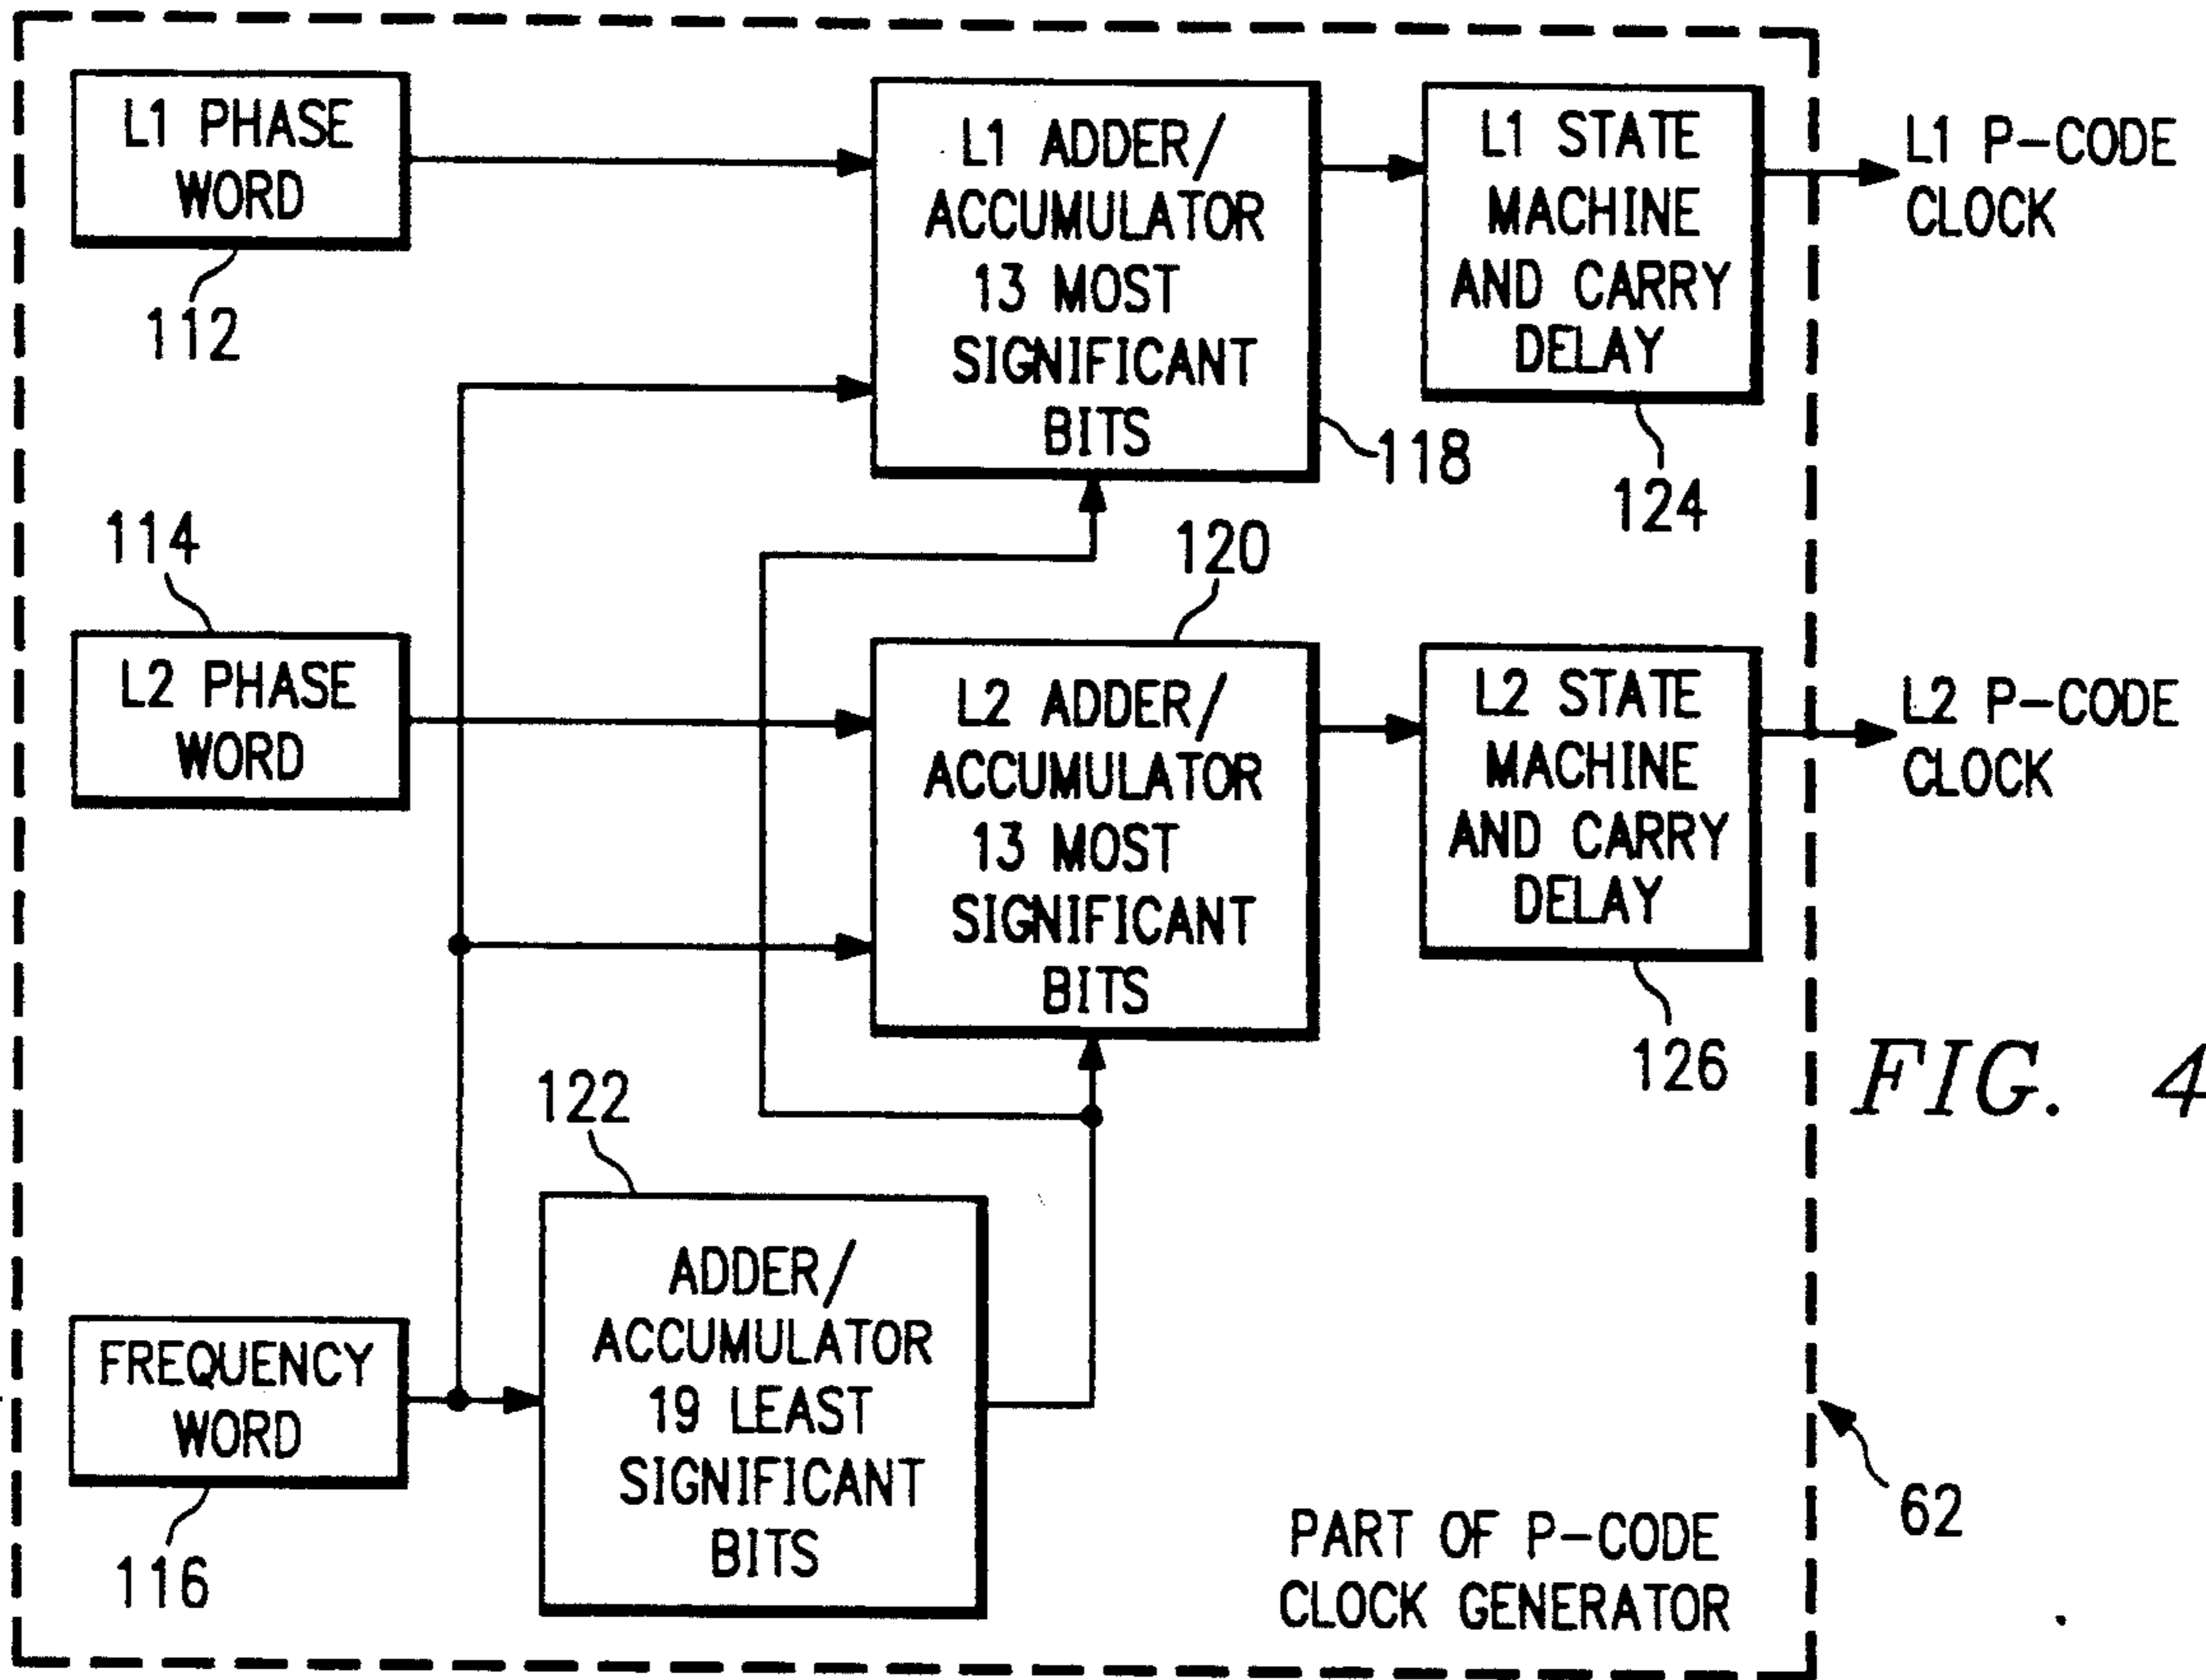 L1 PHASE
WORD
112
L1 ADDER/
ACCUMULATOR
13 MOST
SIGNIFICANT
BITS
118
L1 STATE
MACHINE
AND CARRY
DELAY
124
L1 P-CODE
CLOCK
114
L2 PHASE
WORD
120
L2 ADDER/
ACCUMULATOR
13 MOST
SIGNIFICANT
BITS
L2 STATE
MACHINE
AND CARRY
DELAY
126
L2 P-CODE
CLOCK
FIG. 4
122
ADDER/
ACCUMULATOR
19 LEAST
SIGNIFICANT
BITS
FREQUENCY
WORD
116
PART OF P-CODE
CLOCK GENERATOR
62